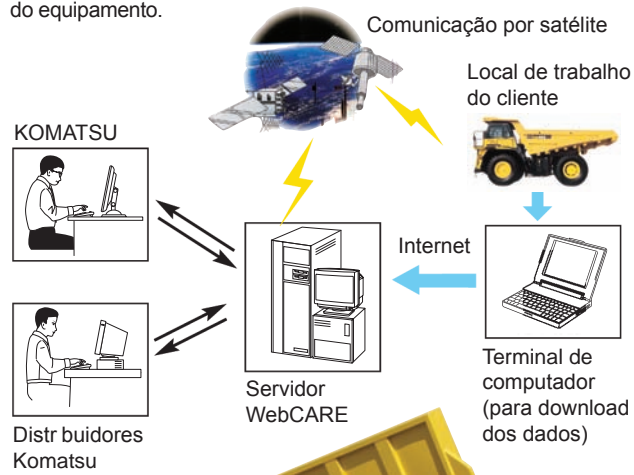 do equipamento.
Comunicação por satélite
Local de trabalho
do cliente
KOMATSU
Internet
Servidor
WebCARE
Terminal de
computador
(para download
dos dados)
Distr buidores
Komatsu